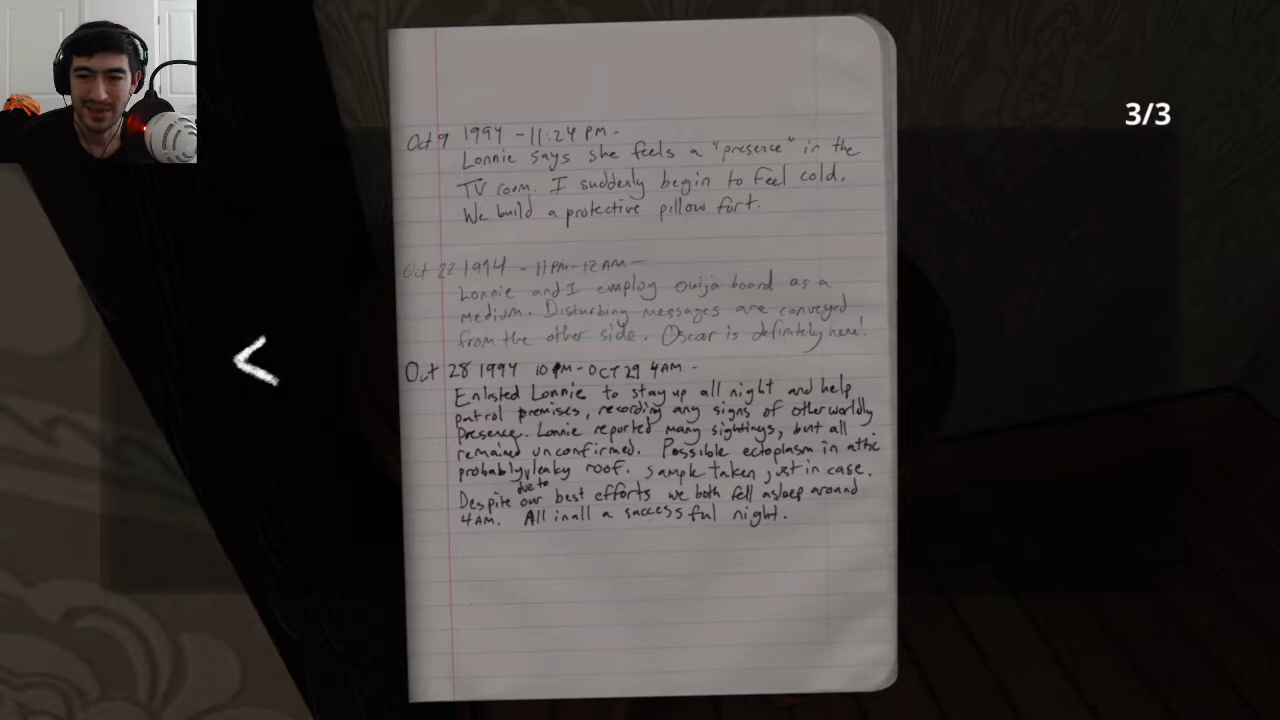 3/3
Oct 9 1994 - 11:24 PM -
Lonnie says she feels a "presence" in the
TV room. I suddenly begin to feel cold.
We build a protective pillow fort.
Oct 22 1994 - 11PM-12AM -
Lonnie and I employ ouija board as a
medium. Disturbing messages are conveyed
from the other side. Oscar is definitely here!
Oct 28 1994 10PM-OCT 29 4AM -
Enlisted Lonnie to stay up all night and help
patrol premises, recording any signs of otherworldly
presence. Lonnie reported many sightings, but all
remained unconfirmed. Possible ectoplasm in attic
probably leaky roof. Sample taken just in case.
due to
Despite our best efforts we both fell asleep around
4AM. All in all a successful night.